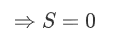 ⇒ S = 0